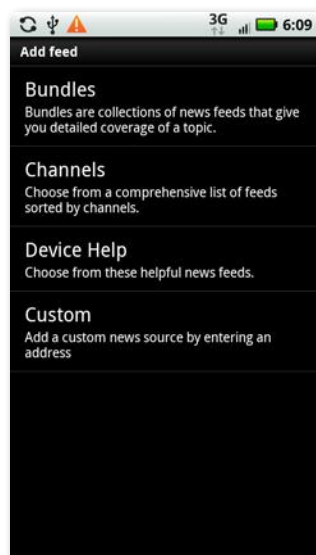 3G 6:09
Add feed
Bundles
Bundles are collections of news feeds that give
you detailed coverage of a topic.
Channels
Choose from a comprehensive list of feeds
sorted by channels.
Device Help
Choose from these helpful news feeds.
Custom
Add a custom news source by entering an
address